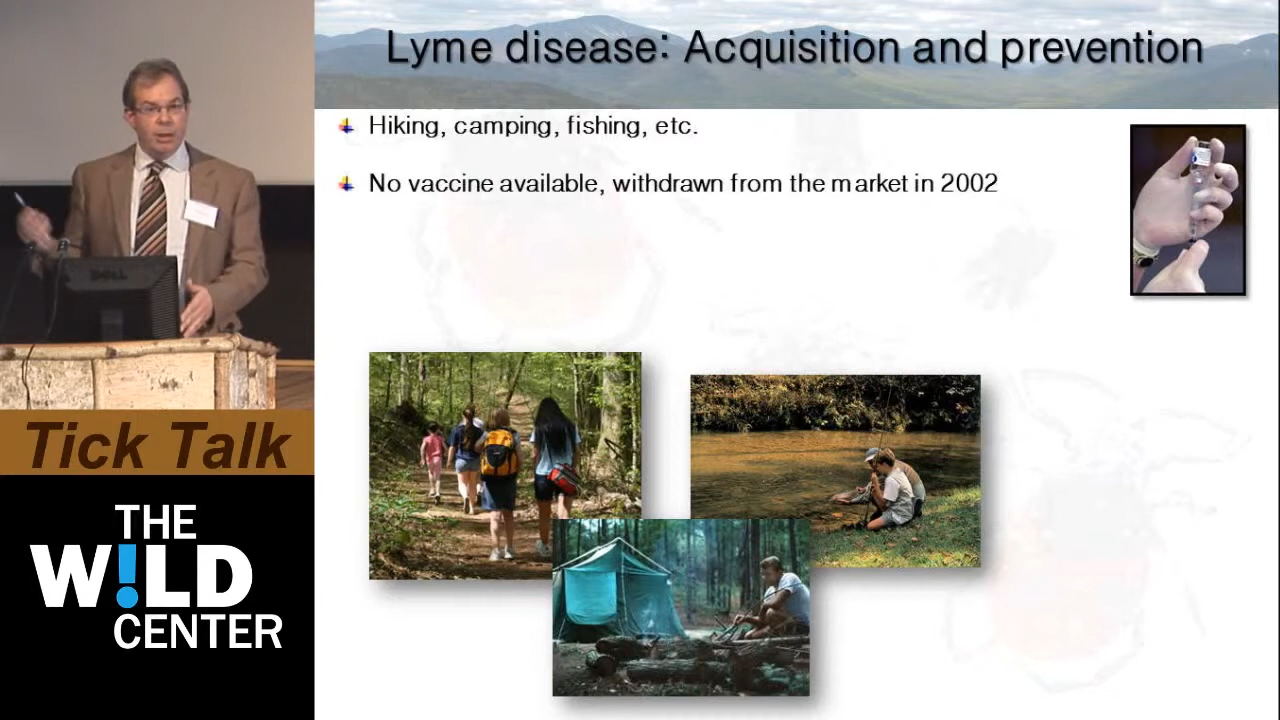 Lyme disease: Acquisition and prevention
Hiking, camping, fishing, etc.
No vaccine available, withdrawn from the market in 2002
DELL
Tick Talk
THE
W!LD
CENTER